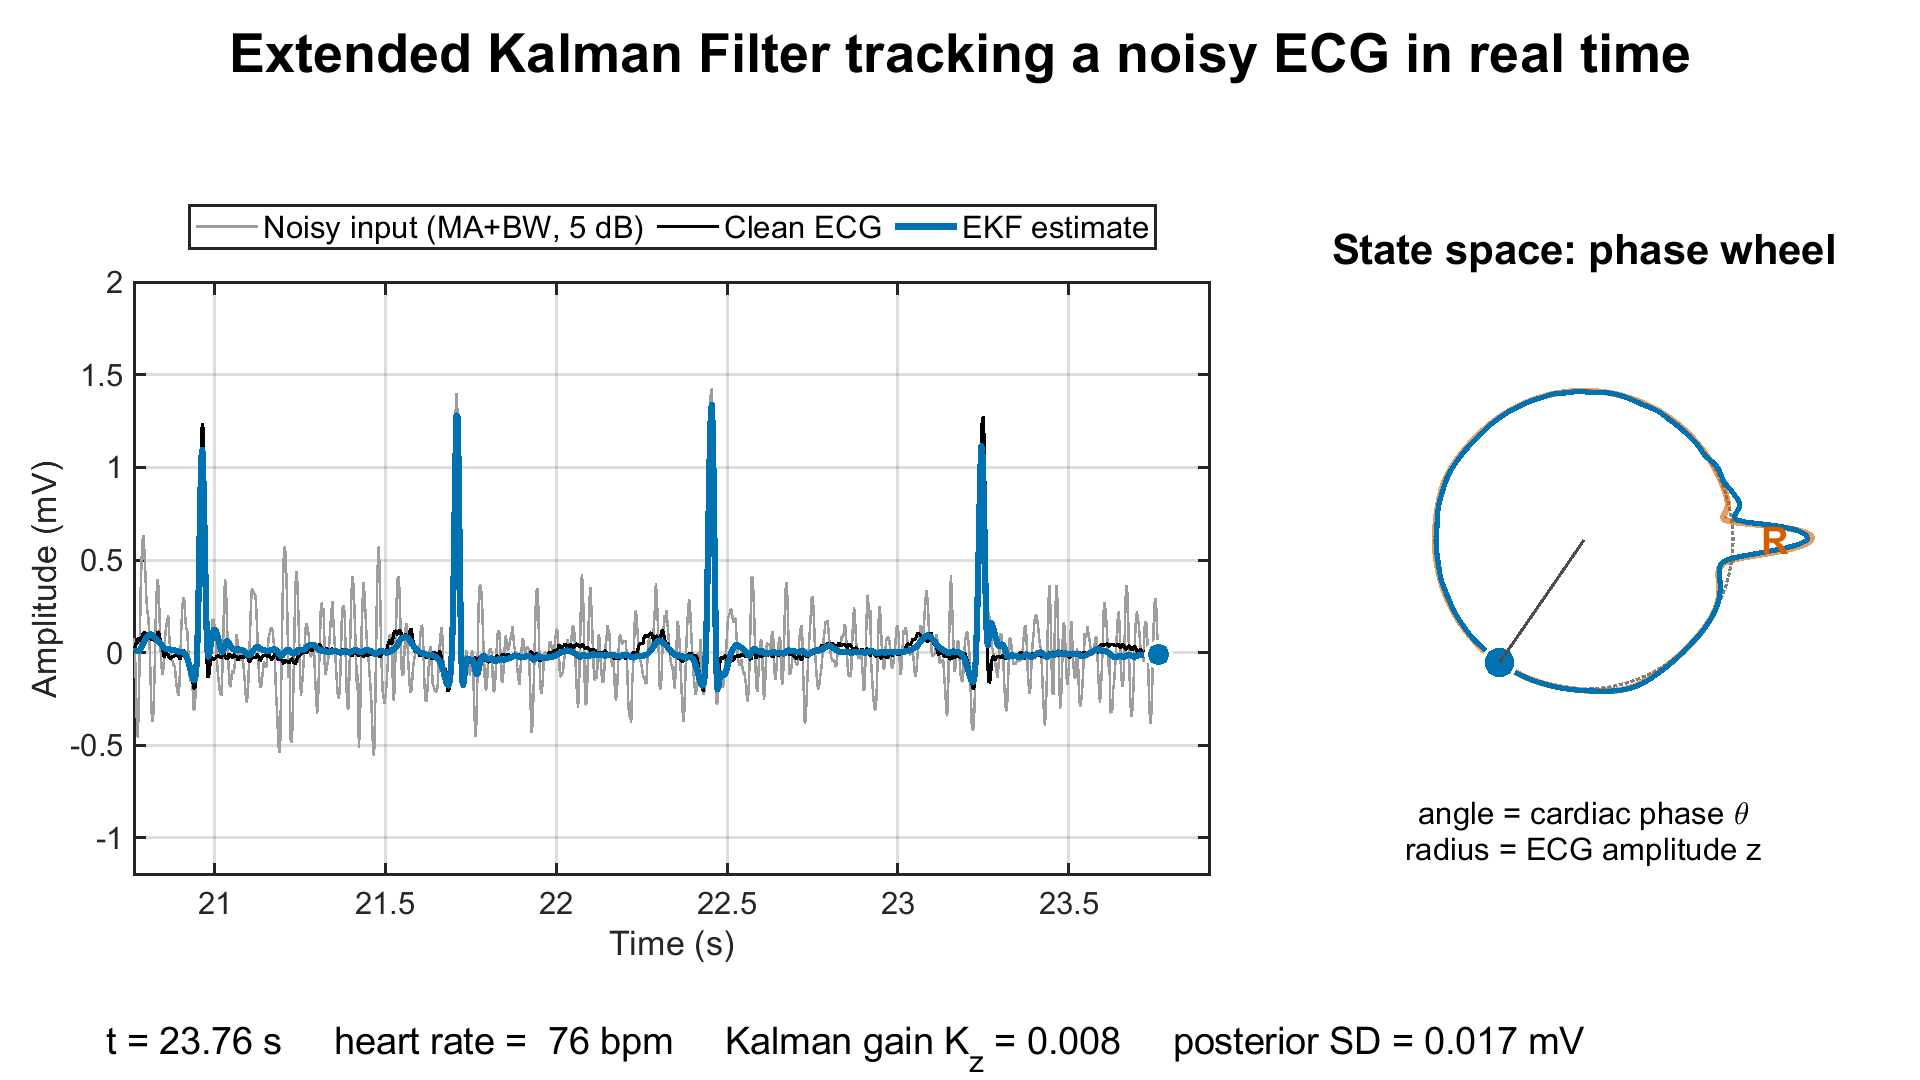 Extended Kalman Filter tracking a noisy ECG in real time
Noisy input (MA+BW, 5 dB) Clean ECG EKF estimate
State space: phase wheel
2
1.5
1
0.5
0
-0.5
-1
Amplitude (mV)
21 21.5 22 22.5 23 23.5
Time (s)
R
angle = cardiac phase θ
radius = ECG amplitude z
t = 23.76 s heart rate = 76 bpm Kalman gain K_z = 0.008 posterior SD = 0.017 mV